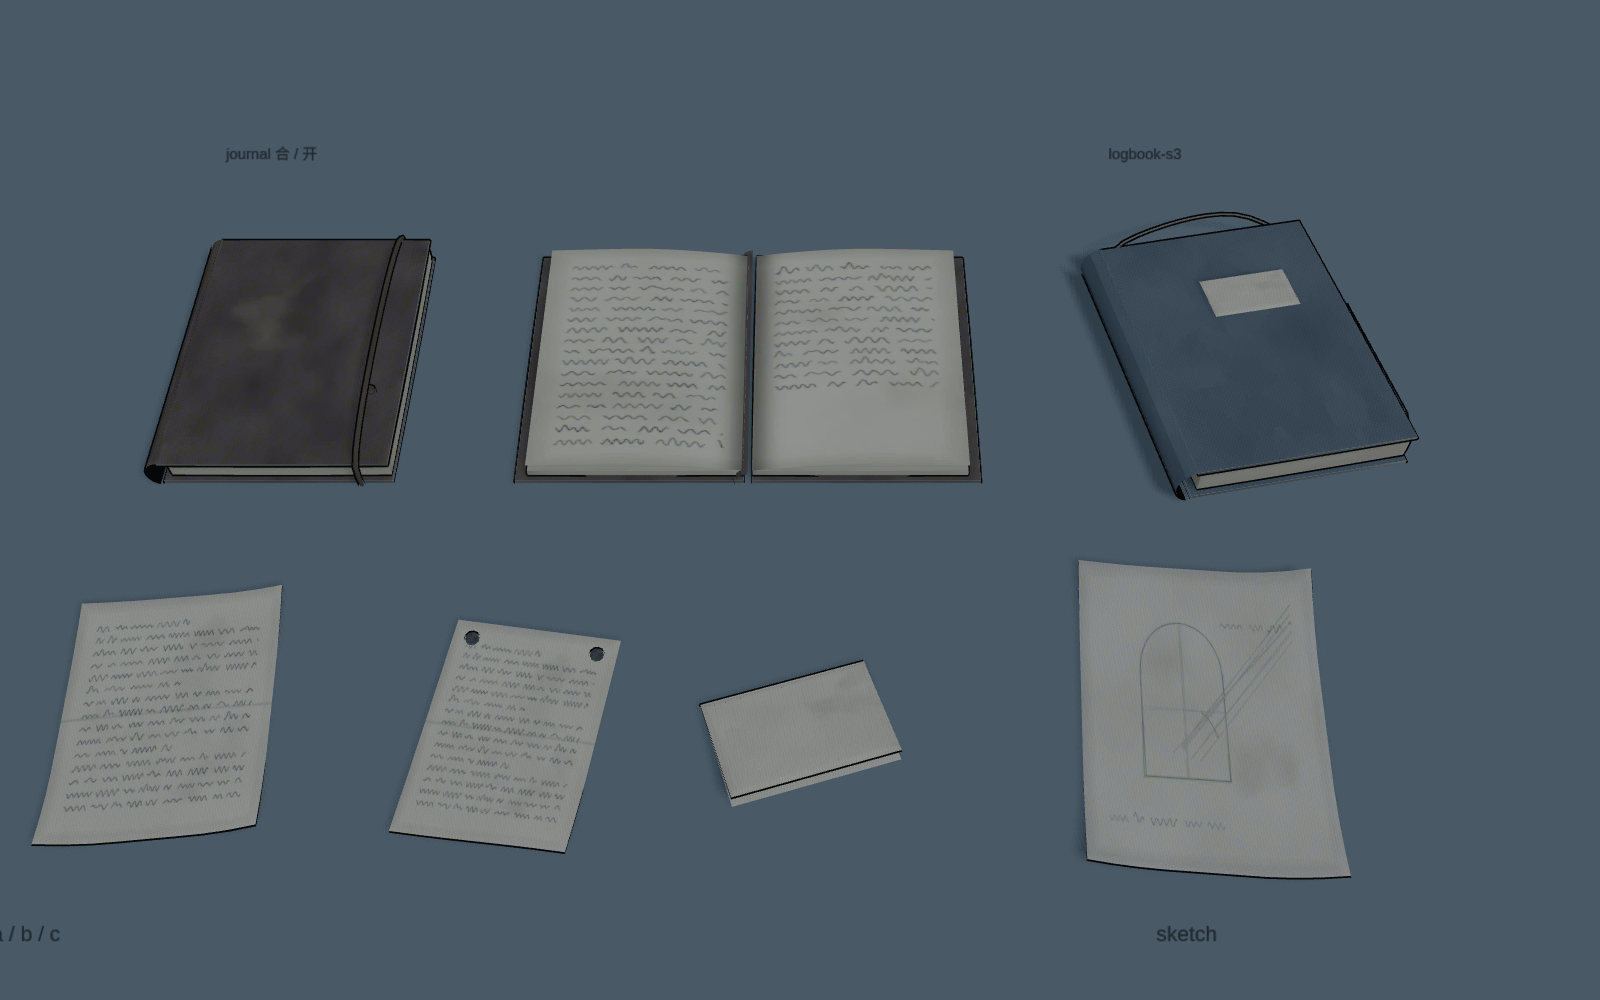 journal 合 / 开
logbook-s3
/ b / c
sketch